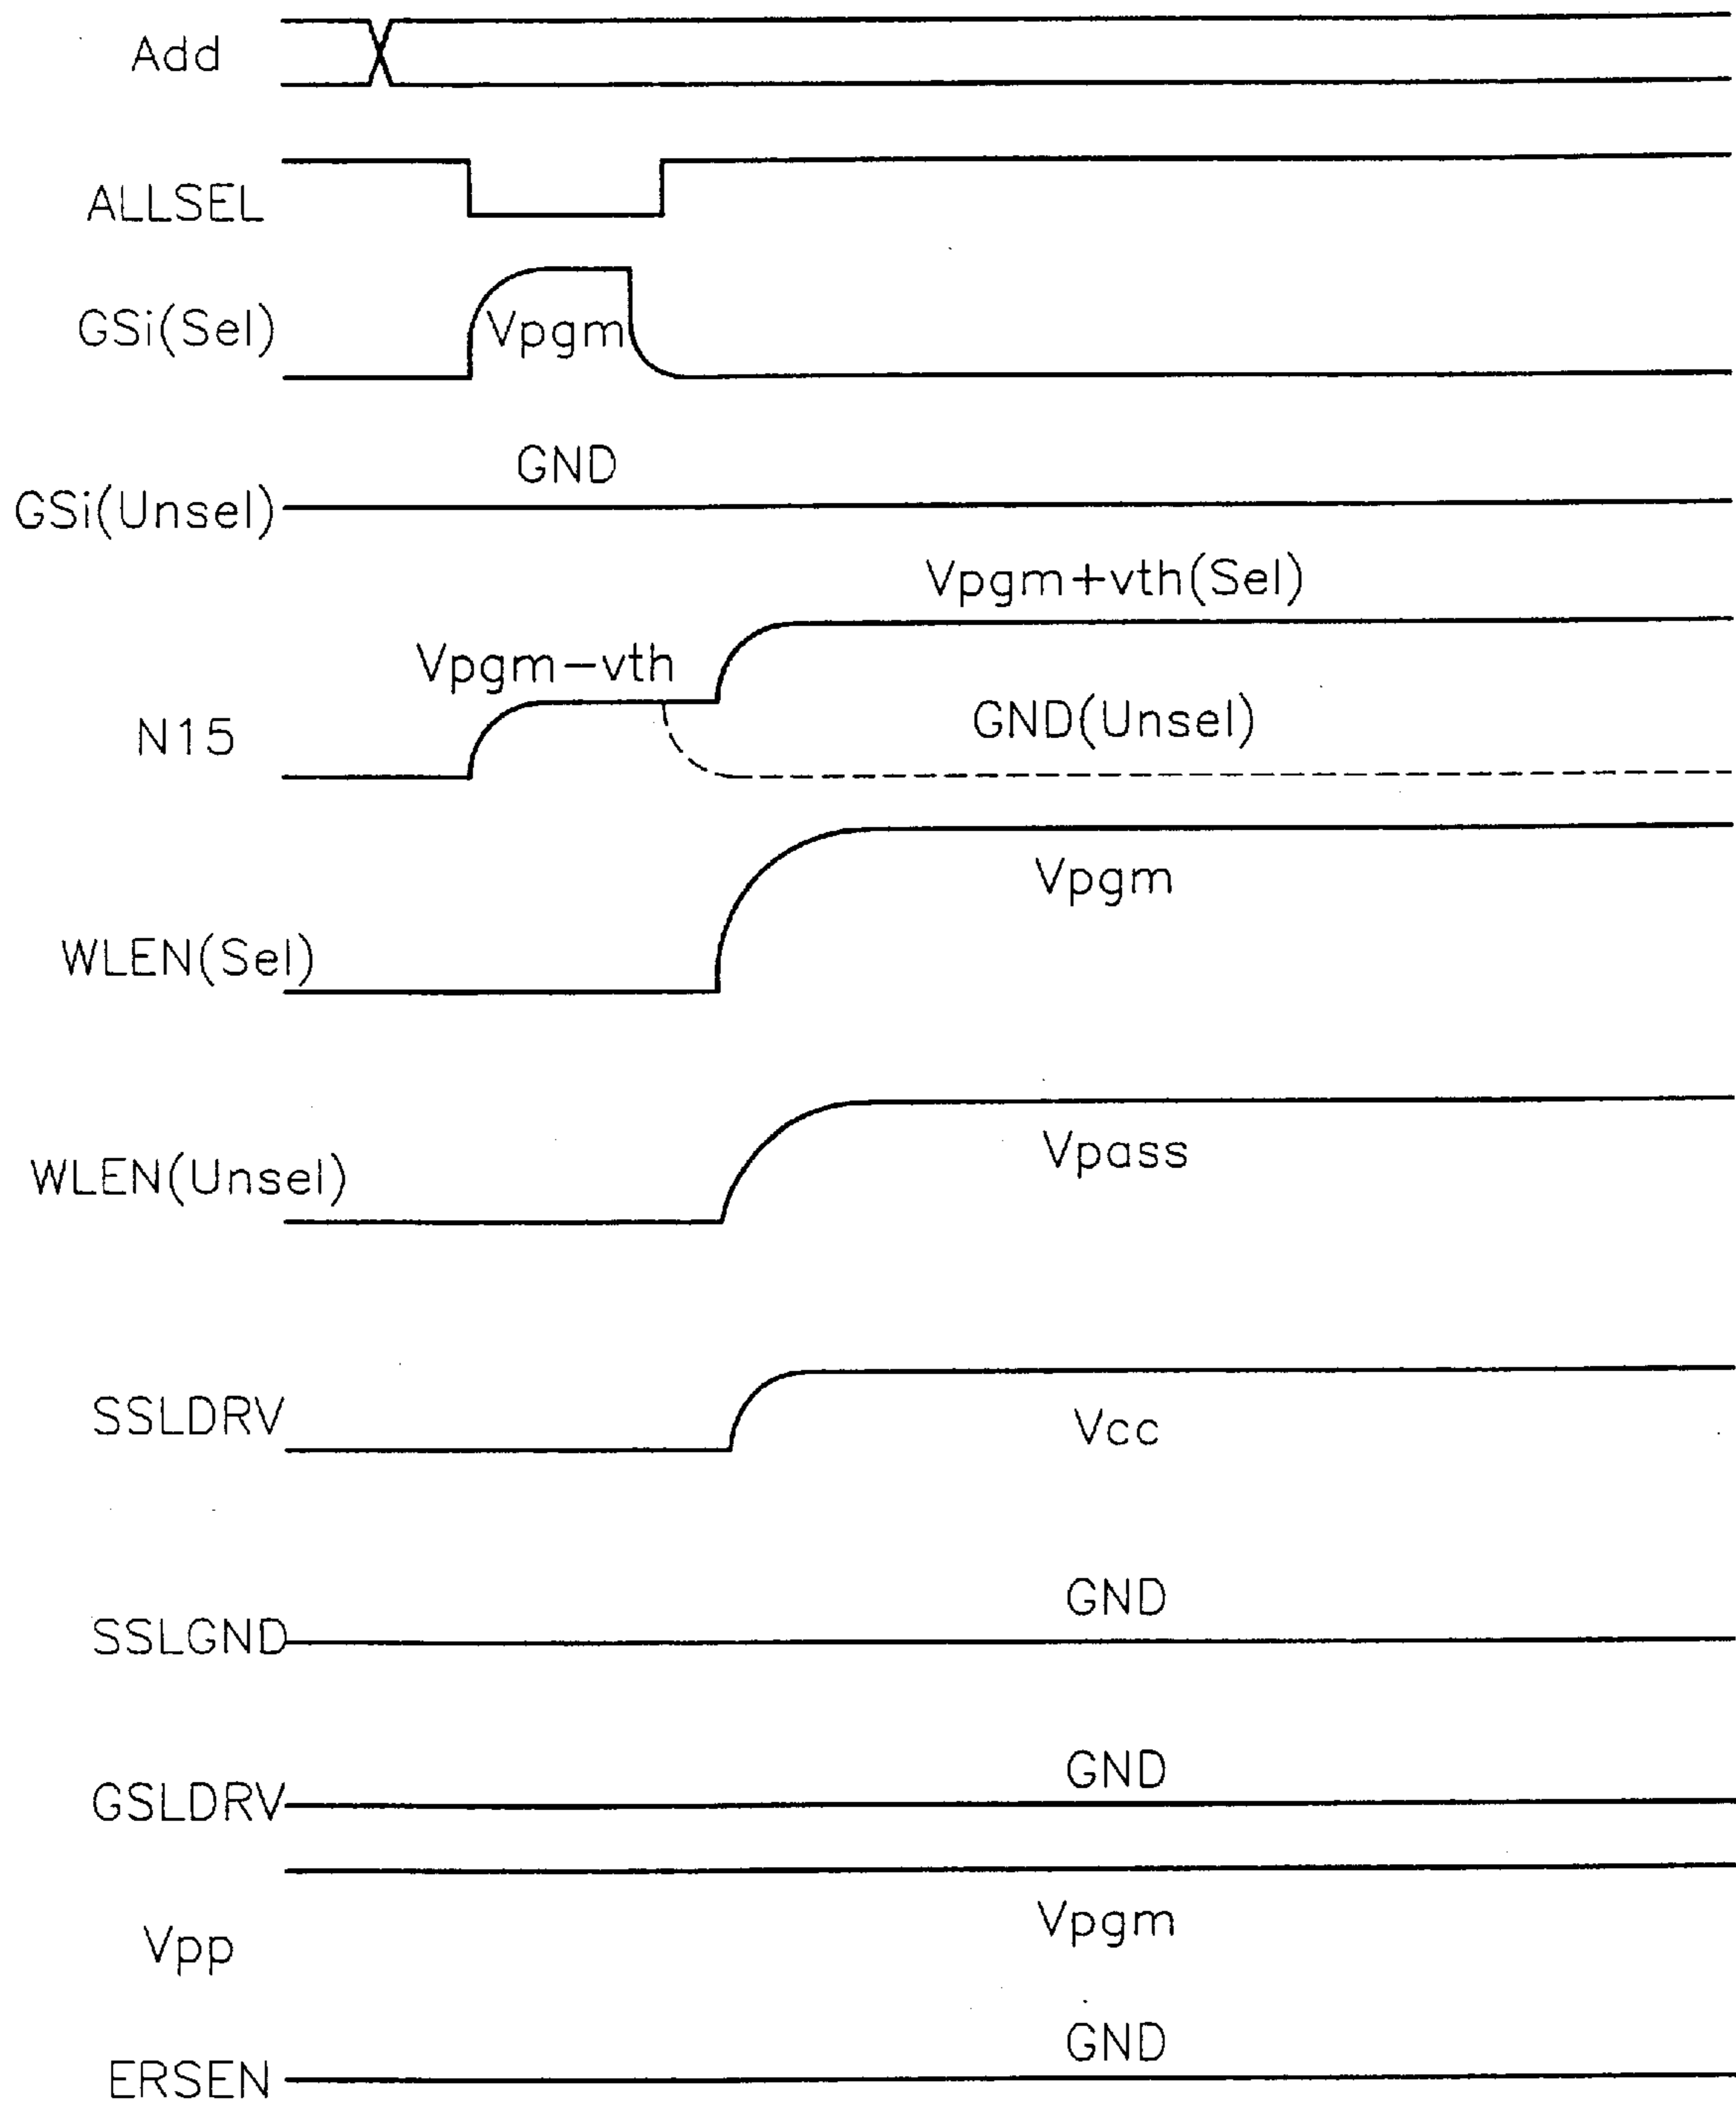 Add
ALLSEL
GSi(Sel)
Vpgm
GND
GSi(Unsel)
Vpgm+vth(Sel)
Vpgm-vth
GND(Unsel)
N15
Vpgm
WLEN(Sel)
Vpass
WLEN(Unsel)
SSLDRV
Vcc
GND
SSLGND
GND
GSLDRV
Vpgm
Vpp
GND
ERSEN